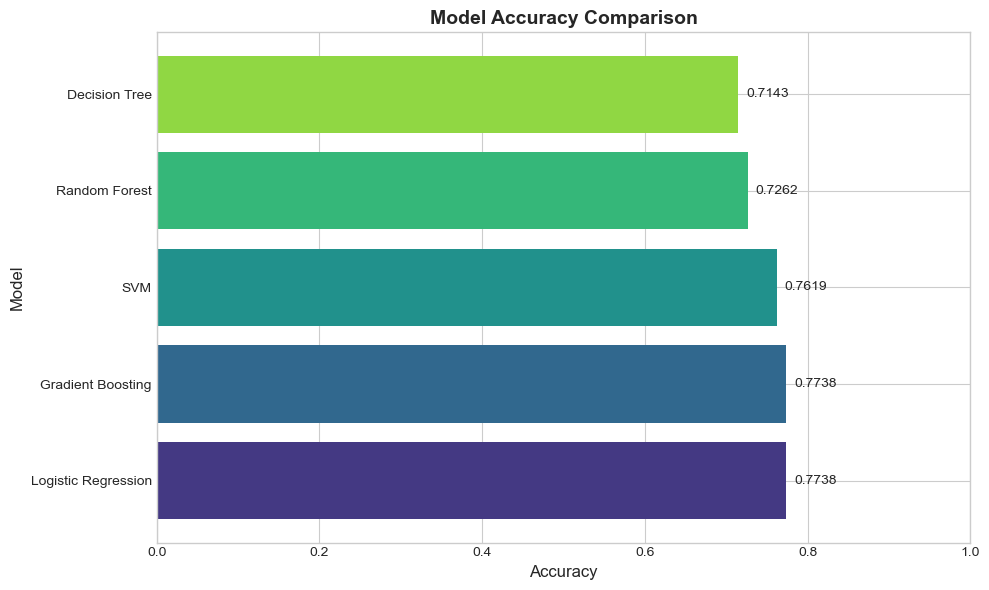 Model Accuracy Comparison
Model
Decision Tree
0.7143
Random Forest
0.7262
SVM
0.7619
Gradient Boosting
0.7738
Logistic Regression
0.7738
0.0 0.2 0.4 0.6 0.8 1.0
Accuracy